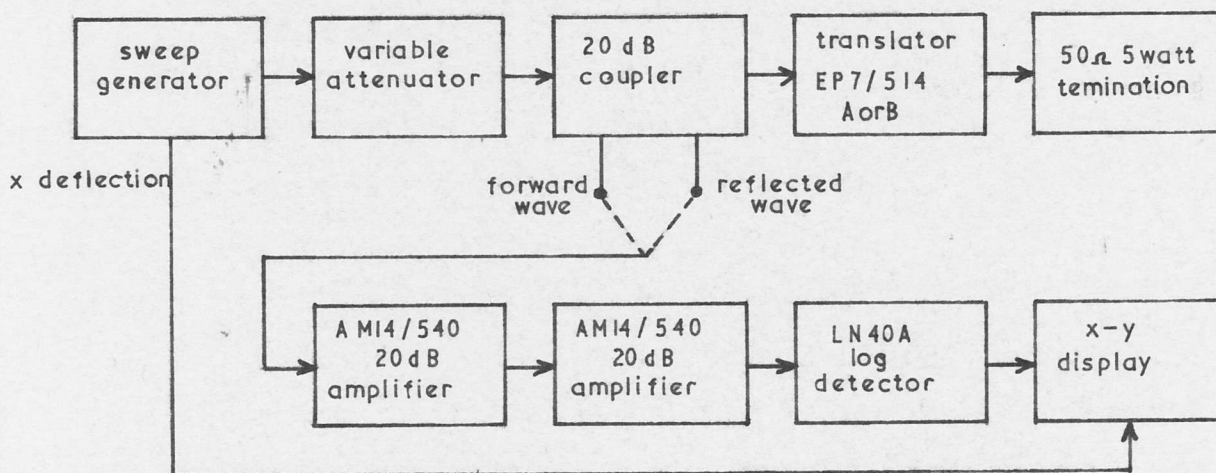 sweep
generator
variable
attenuator
20 dB
coupler
translator
EP7/514
A or B
50Ω 5 watt
temination
x deflection
forward
wave
reflected
wave
AM14/540
20 dB
amplifier
AM14/540
20 dB
amplifier
LN40A
log
detector
x-y
display